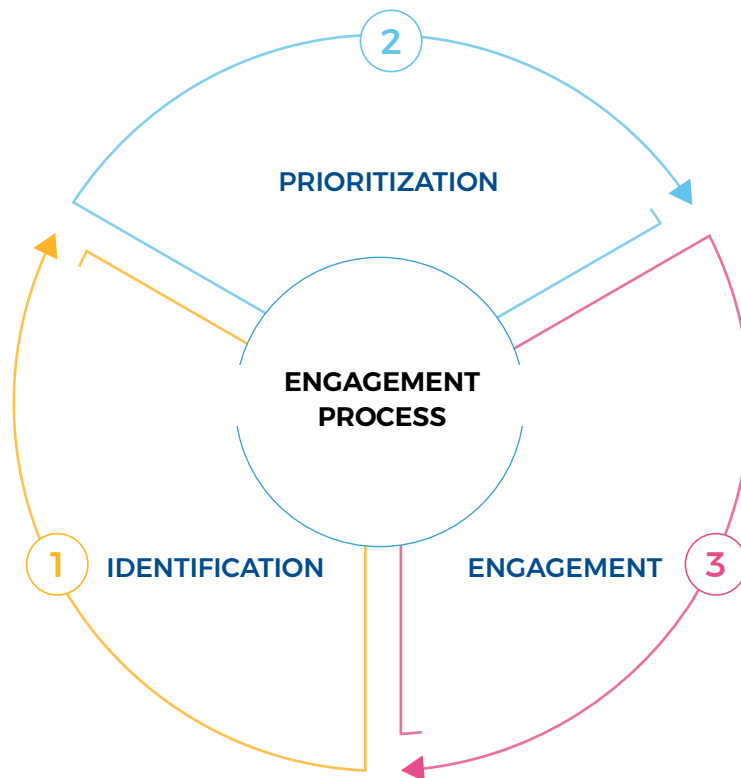 2
PRIORITIZATION
ENGAGEMENT
PROCESS
1
IDENTIFICATION
ENGAGEMENT
3